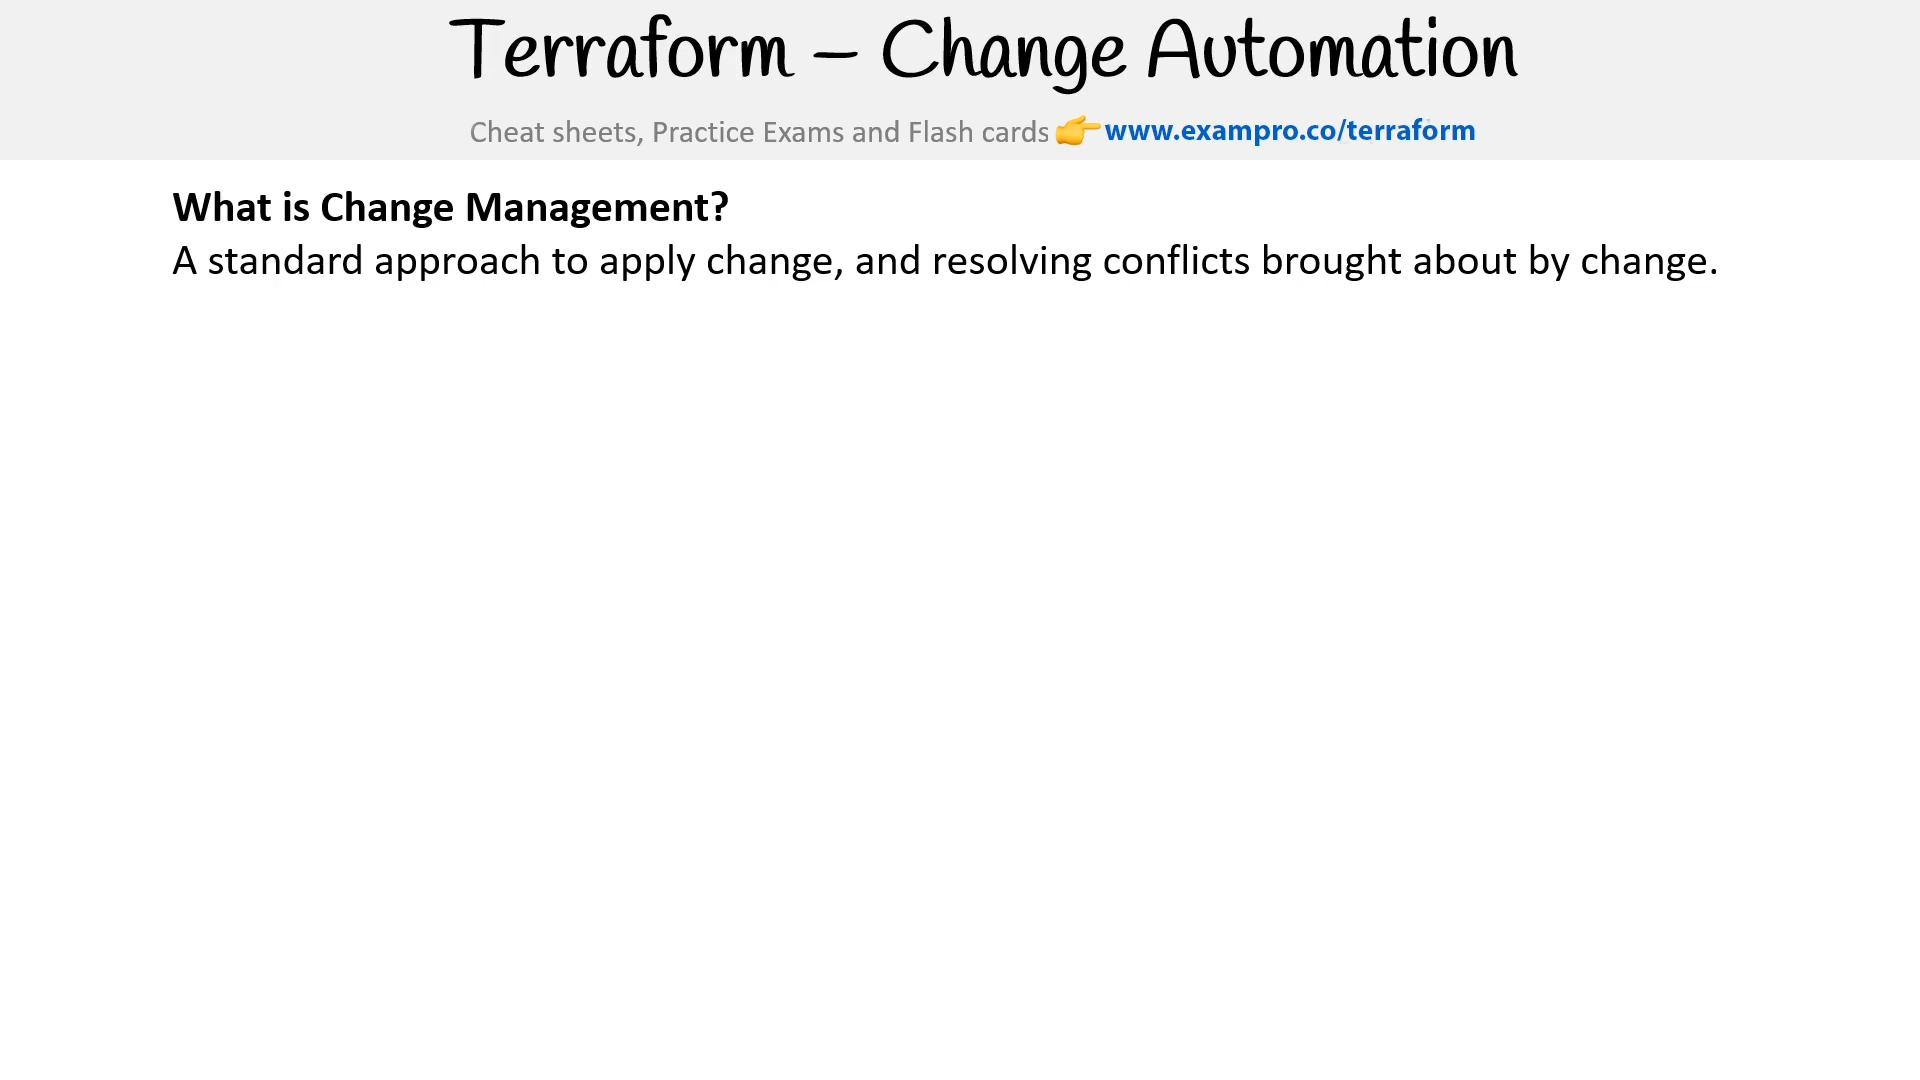 Terraform – Change Automation
Cheat sheets, Practice Exams and Flash cards 👉www.exampro.co/terraform
What is Change Management?
A standard approach to apply change, and resolving conflicts brought about by change.